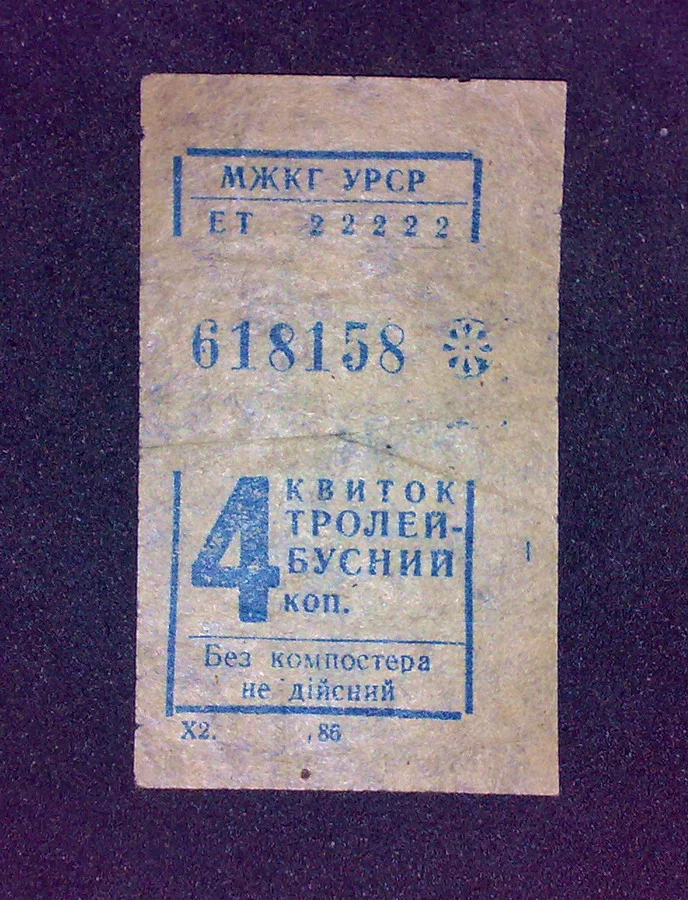 МЖКГ УРСР
ЕТ 22222
618158
4 КВИТОК
ТРОЛЕЙ-
БУСНИЙ
коп.
Без компостера
не дійсний
Х2. ,86